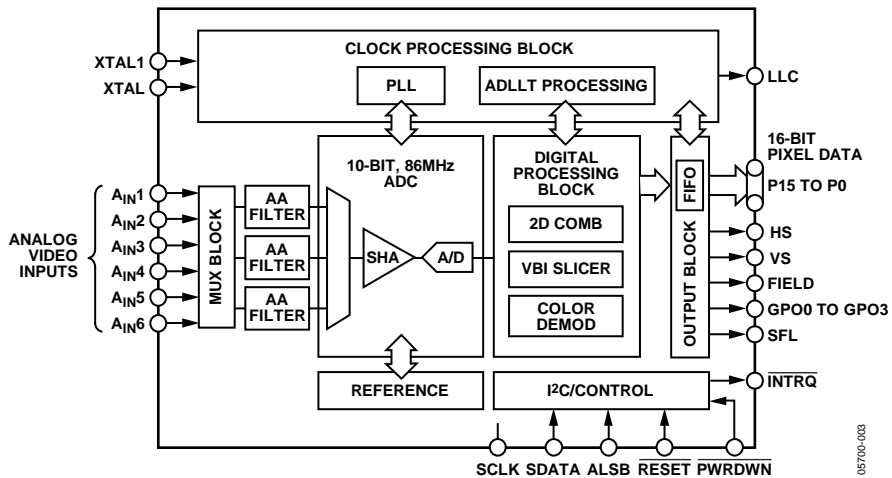 CLOCK PROCESSING BLOCK
XTAL1
XTAL
PLL
ADLLT PROCESSING
LLC
10-BIT, 86MHz
ADC
DIGITAL
PROCESSING
BLOCK
2D COMB
VBI SLICER
COLOR
DEMOD
OUTPUT BLOCK
FIFO
16-BIT
PIXEL DATA
P15 TO P0
ANALOG
VIDEO
INPUTS
AIN1
AIN2
AIN3
AIN4
AIN5
AIN6
MUX BLOCK
AA
FILTER
AA
FILTER
AA
FILTER
SHA
A/D
HS
VS
FIELD
GPO0 TO GPO3
SFL
REFERENCE
I2C/CONTROL
INTRQ
SCLK SDATA ALSB RESET PWRDWN
05700-003